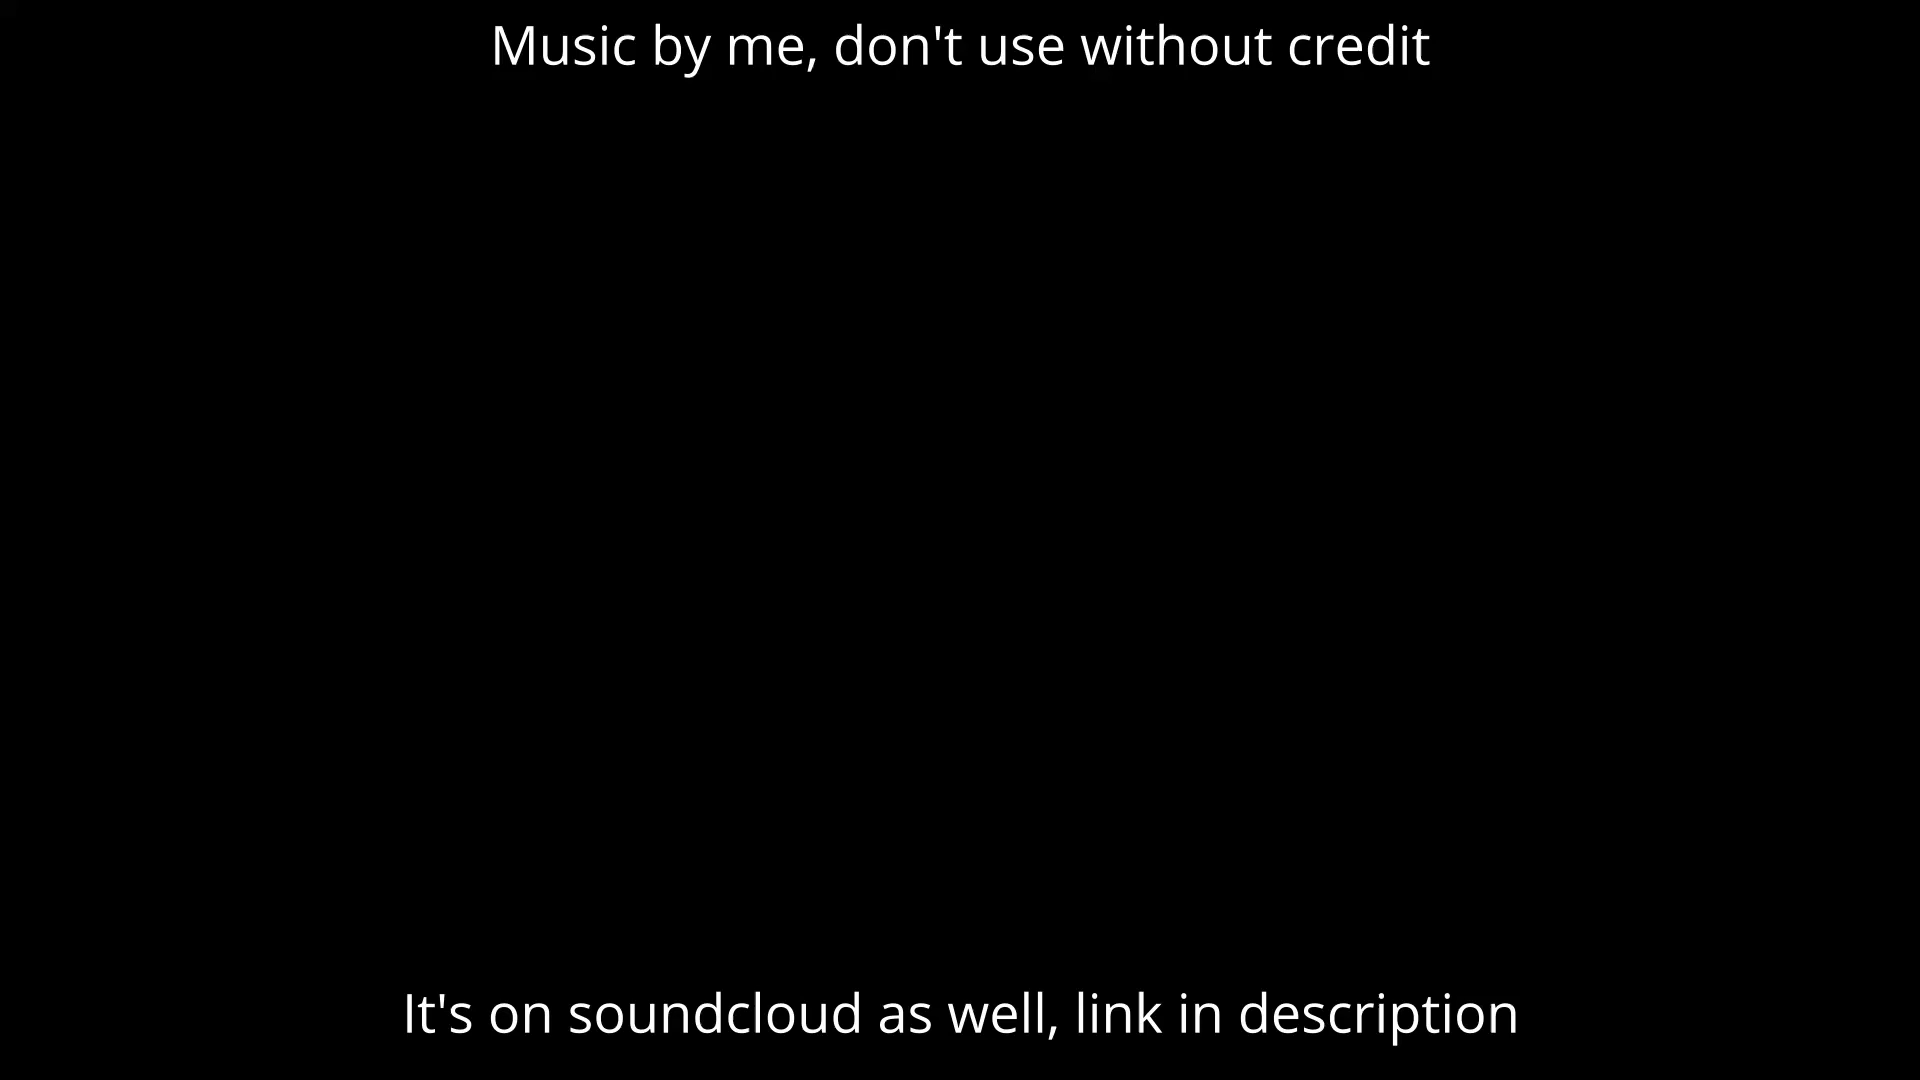 Music by me, don't use without credit
It's on soundcloud as well, link in description